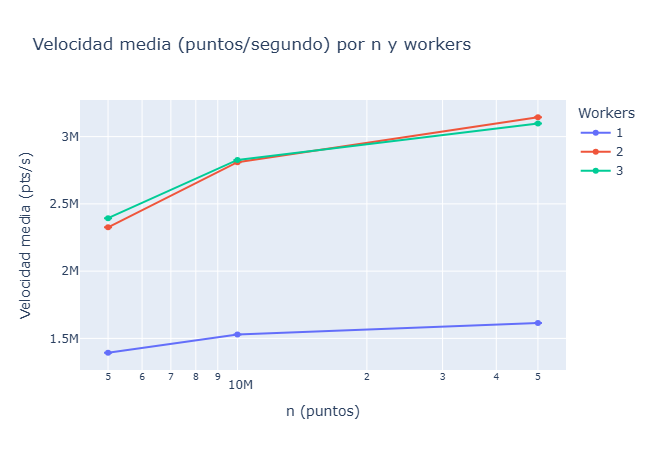 Velocidad media (puntos/segundo) por n y workers
Workers
1
2
3
Velocidad media (pts/s)
3M
2.5M
2M
1.5M
5 6 7 8 9 10M 2 3 4 5
n (puntos)